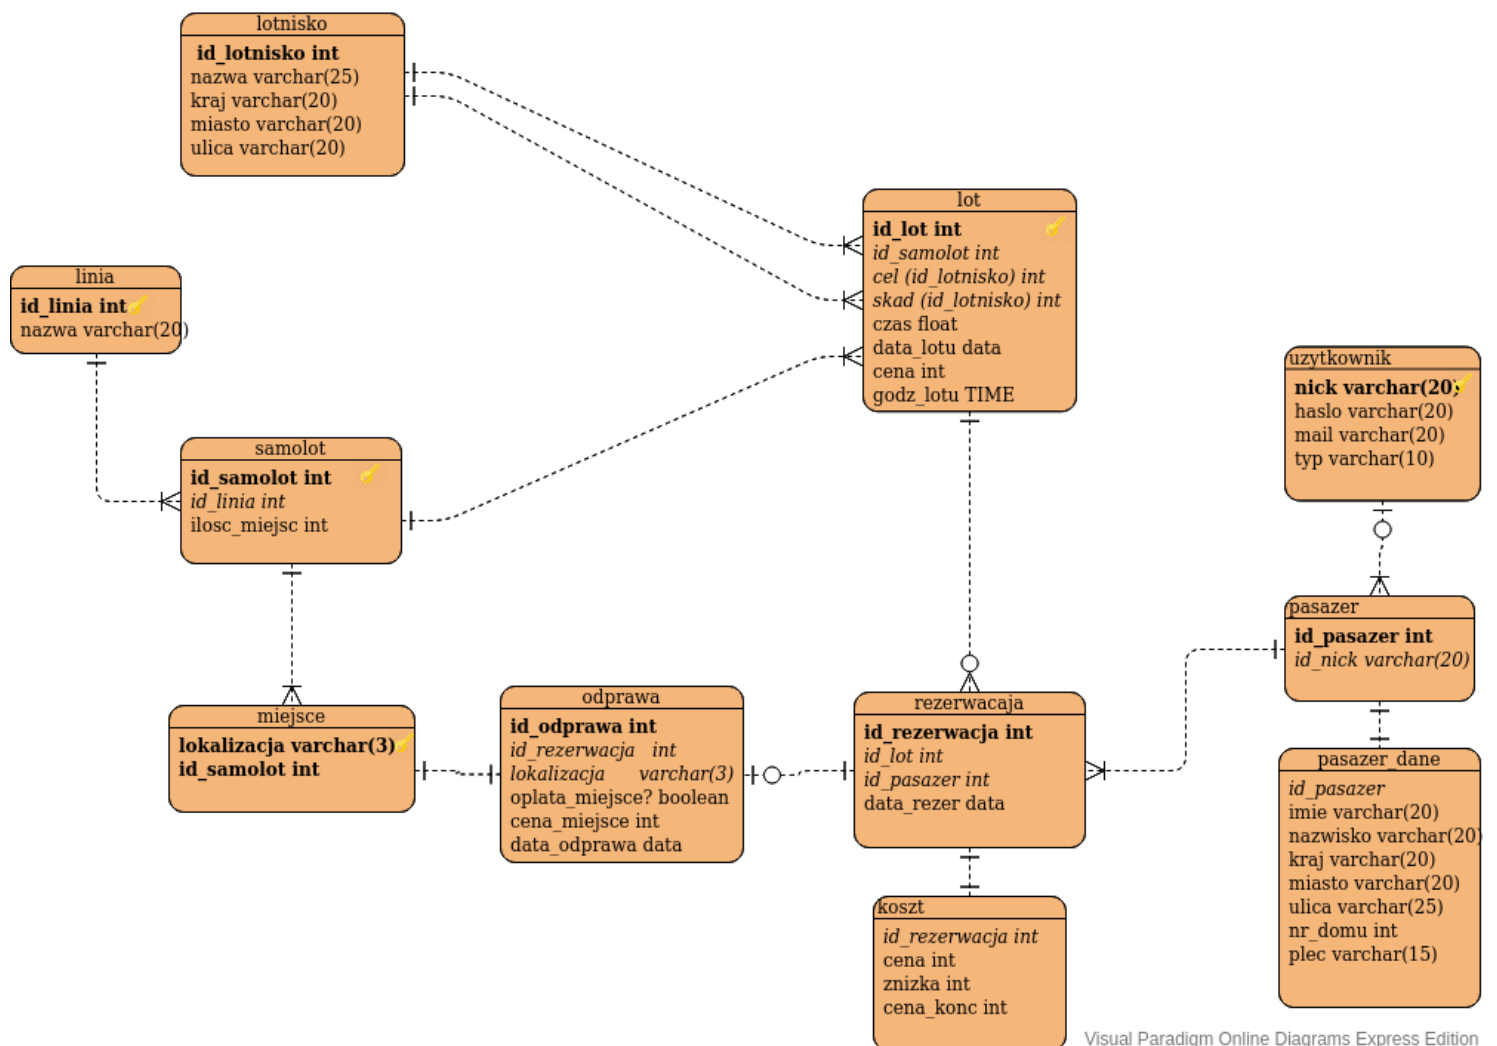 lotnisko
id_lotnisko int
nazwa varchar(25)
kraj varchar(20)
miasto varchar(20)
ulica varchar(20)
lot
id_lot int
id_samolot int
cel (id_lotnisko) int
skad (id_lotnisko) int
czas float
data_lotu data
cena int
godz_lotu TIME
linia
id_linia int
nazwa varchar(20)
uzytkownik
nick varchar(20)
haslo varchar(20)
mail varchar(20)
typ varchar(10)
samolot
id_samolot int
id_linia int
ilosc_miejsc int
pasazer
id_pasazer int
id_nick varchar(20)
miejsce
lokalizacja varchar(3)
id_samolot int
odprawa
id_odprawa int
id_rezerwacja int
lokalizacja varchar(3)
oplata_miejsce? boolean
cena_miejsce int
data_odprawa data
rezerwacaja
id_rezerwacja int
id_lot int
id_pasazer int
data_rezer data
pasazer_dane
id_pasazer
imie varchar(20)
nazwisko varchar(20)
kraj varchar(20)
miasto varchar(20)
ulica varchar(25)
nr_domu int
plec varchar(15)
koszt
id_rezerwacja int
cena int
znizka int
cena_konc int
Visual Paradigm Online Diagrams Express Edition